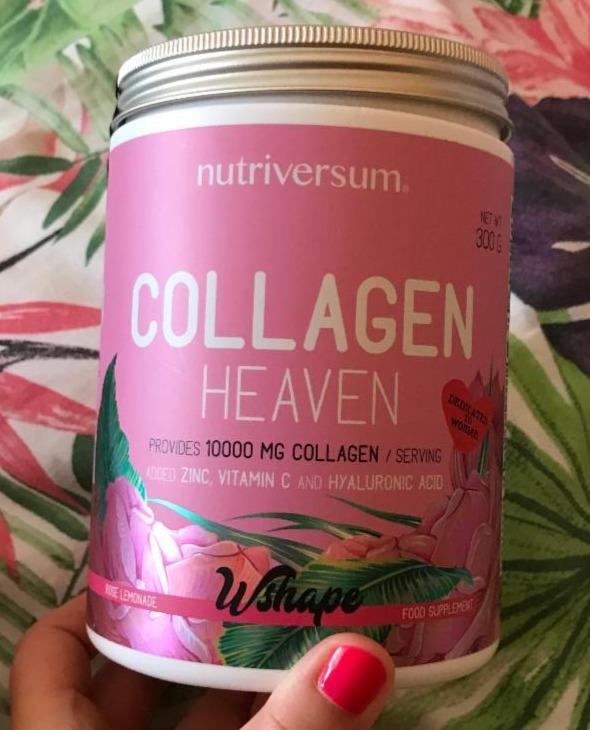 nutriversum®
NET WT
300 G
COLLAGEN
HEAVEN
DEDICATED
to
women
PROVIDES 10000 MG COLLAGEN / SERVING
ADDED ZINC, VITAMIN C AND HYALURONIC ACID
Wshape
ROSE LEMONADE
FOOD SUPPLEMENT